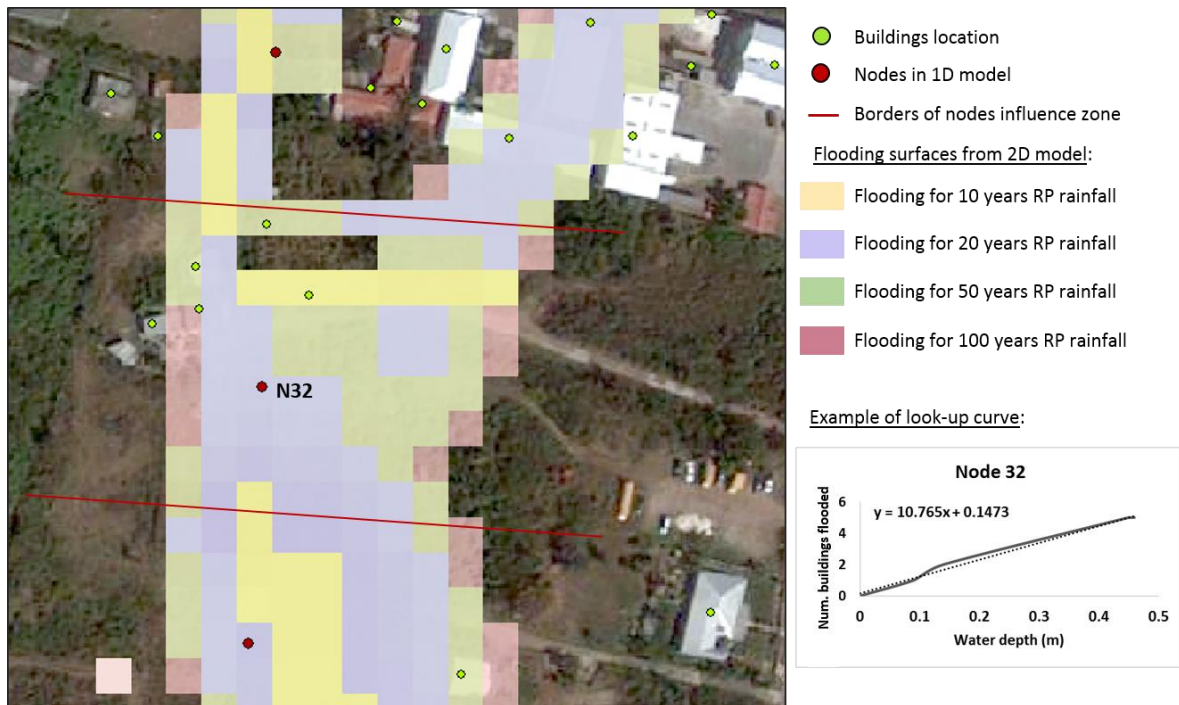 N32
Buildings location
Nodes in 1D model
Borders of nodes influence zone
Flooding surfaces from 2D model:
Flooding for 10 years RP rainfall
Flooding for 20 years RP rainfall
Flooding for 50 years RP rainfall
Flooding for 100 years RP rainfall
Example of look-up curve:
Node 32
Num. buildings flooded
6
4
2
0
y = 10.765x + 0.1473
0 0.1 0.2 0.3 0.4 0.5
Water depth (m)